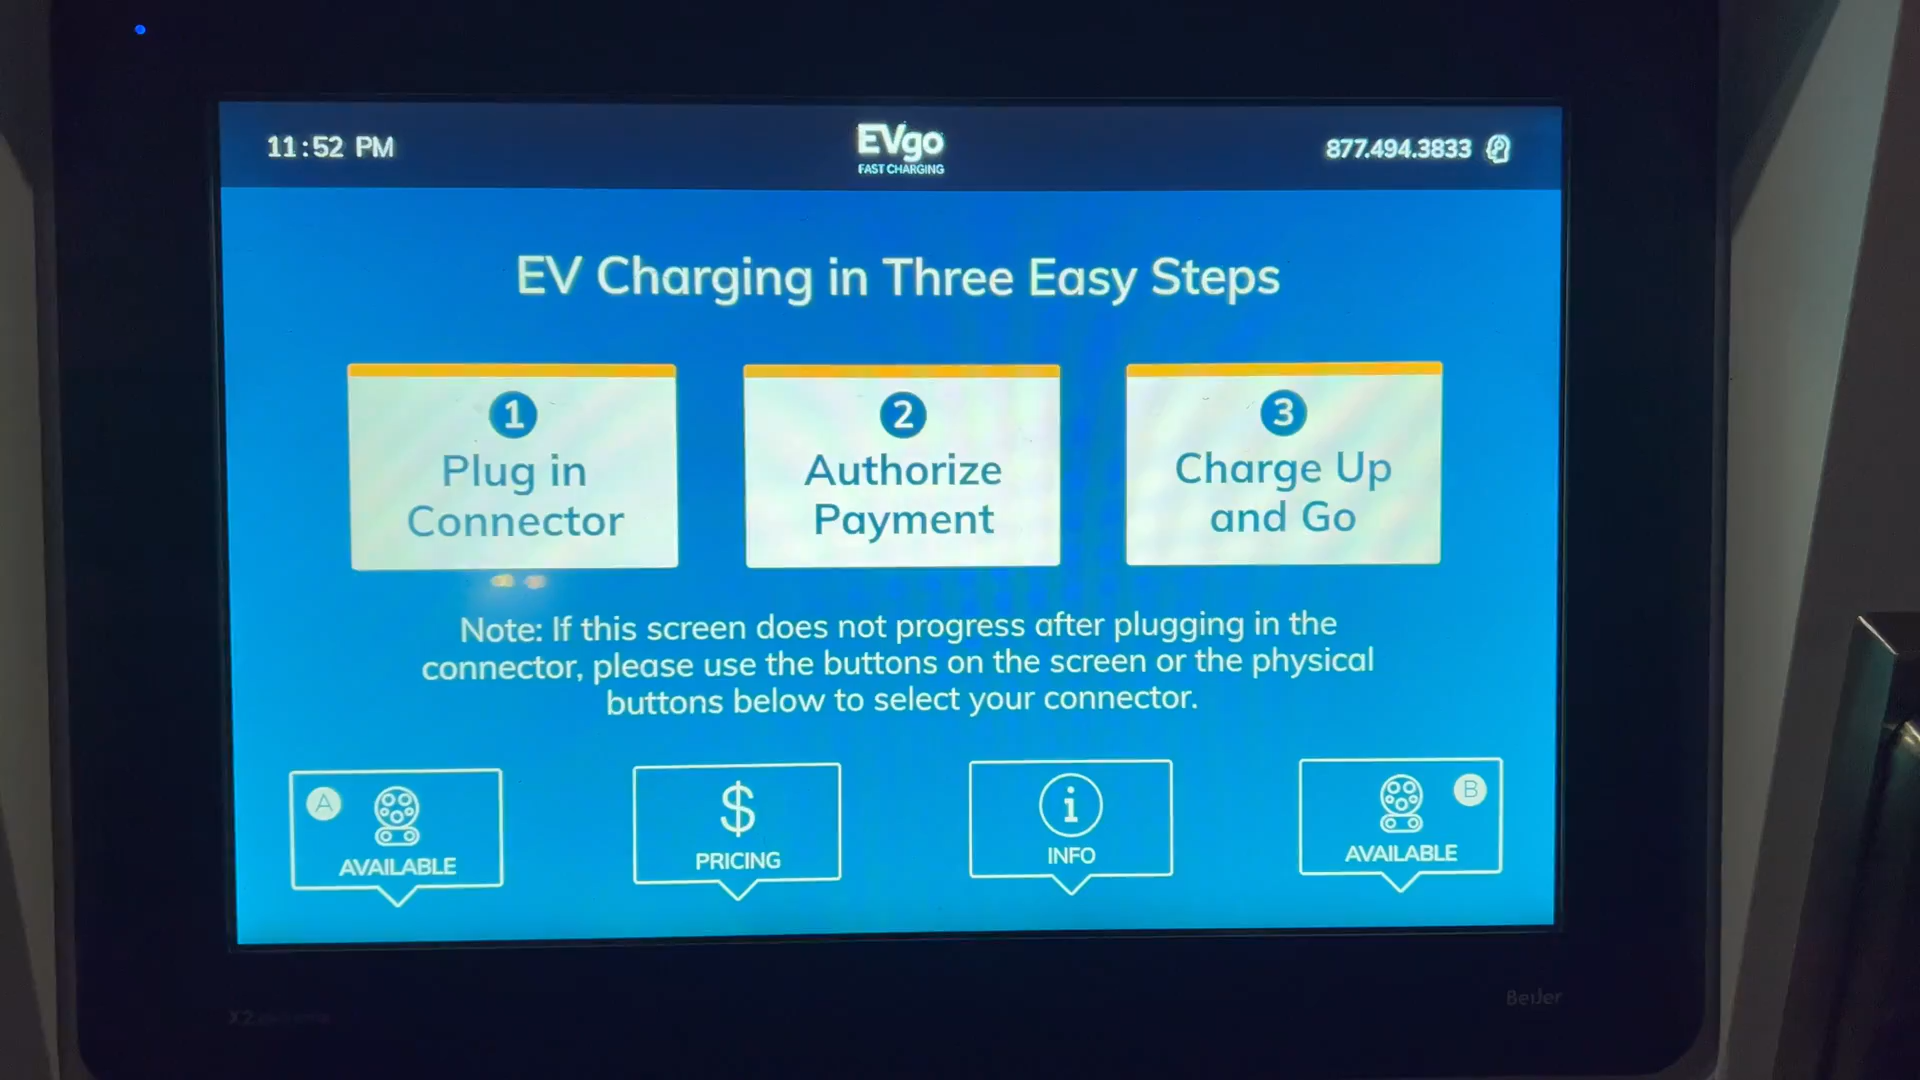 11:52 PM
EVgo
FAST CHARGING
877.494.3833
EV Charging in Three Easy Steps
1
Plug in
Connector
2
Authorize
Payment
3
Charge Up
and Go
Note: If this screen does not progress after plugging in the
connector, please use the buttons on the screen or the physical
buttons below to select your connector.
A
AVAILABLE
$
PRICING
i
INFO
B
AVAILABLE
Beijer
X2